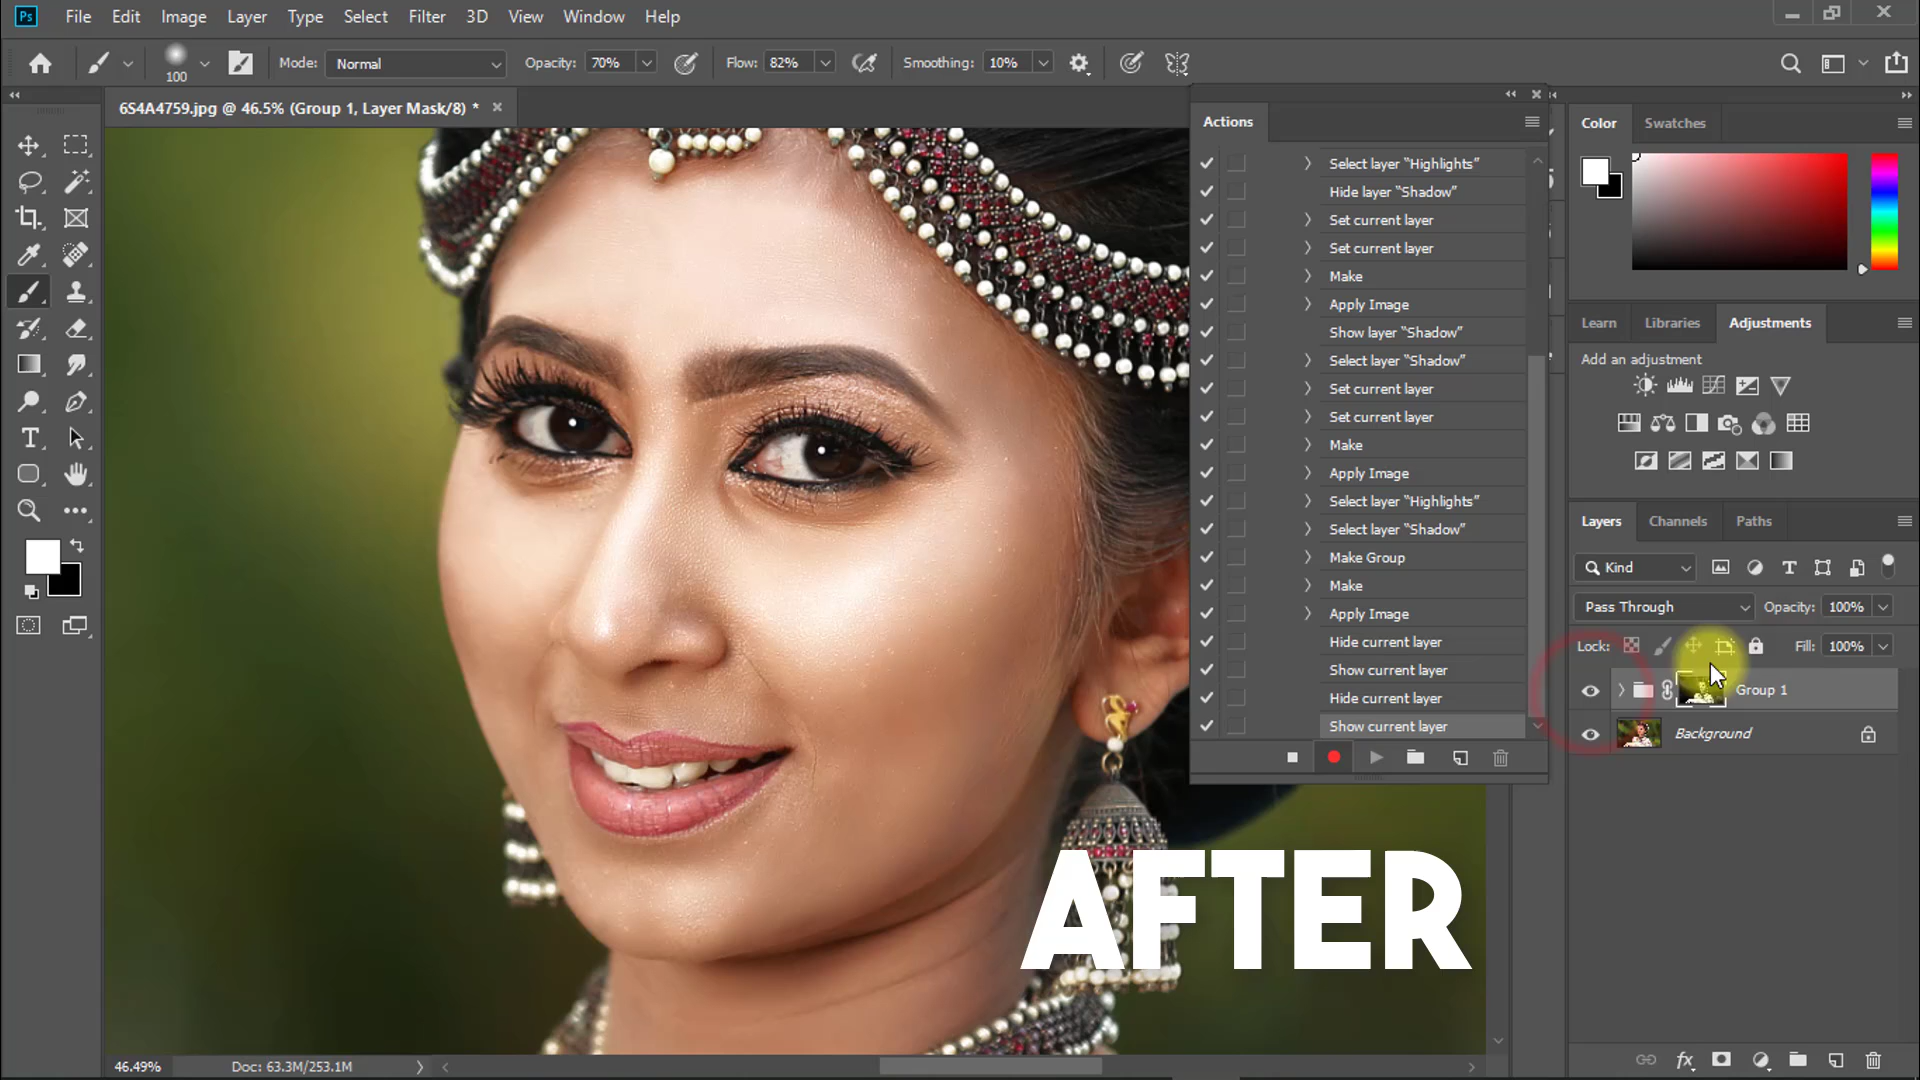 Ps File Edit Image Layer Type Select Filter 3D View Window Help
100 Mode: Normal Opacity: 70% Flow: 82% Smoothing: 10%
6S4A4759.jpg @ 46.5% (Group 1, Layer Mask/8) *
Actions
Select layer “Highlights”
Hide layer “Shadow”
Set current layer
Set current layer
Make
Apply Image
Show layer “Shadow”
Select layer “Shadow”
Set current layer
Set current layer
Make
Apply Image
Select layer “Highlights”
Select layer “Shadow”
Make Group
Make
Apply Image
Hide current layer
Show current layer
Hide current layer
Show current layer
Color Swatches
Learn Libraries Adjustments
Add an adjustment
Layers Channels Paths
Kind
Pass Through Opacity: 100%
Lock: Fill: 100%
Group 1
Background
AFTER
46.49% Doc: 63.3M/253.1M
fx